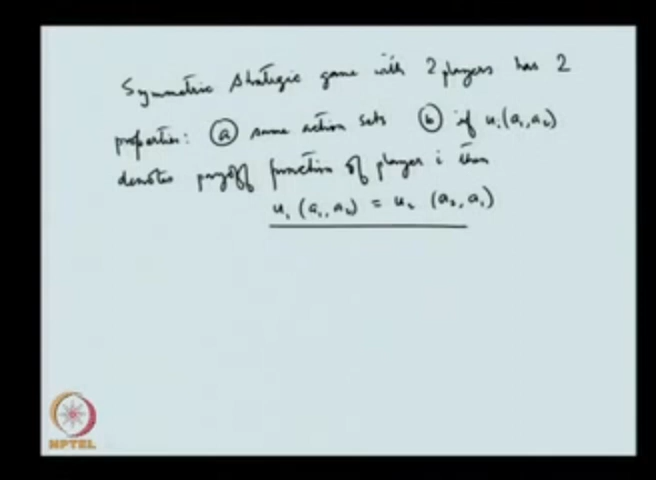 Symmetric strategic game with 2 players has 2
properties: (a) same action sets (b) if uᵢ(a₁,a₂)
denotes payoff function of player i then
u₁(a₁,a₂) = u₂(a₂,a₁)
NPTEL